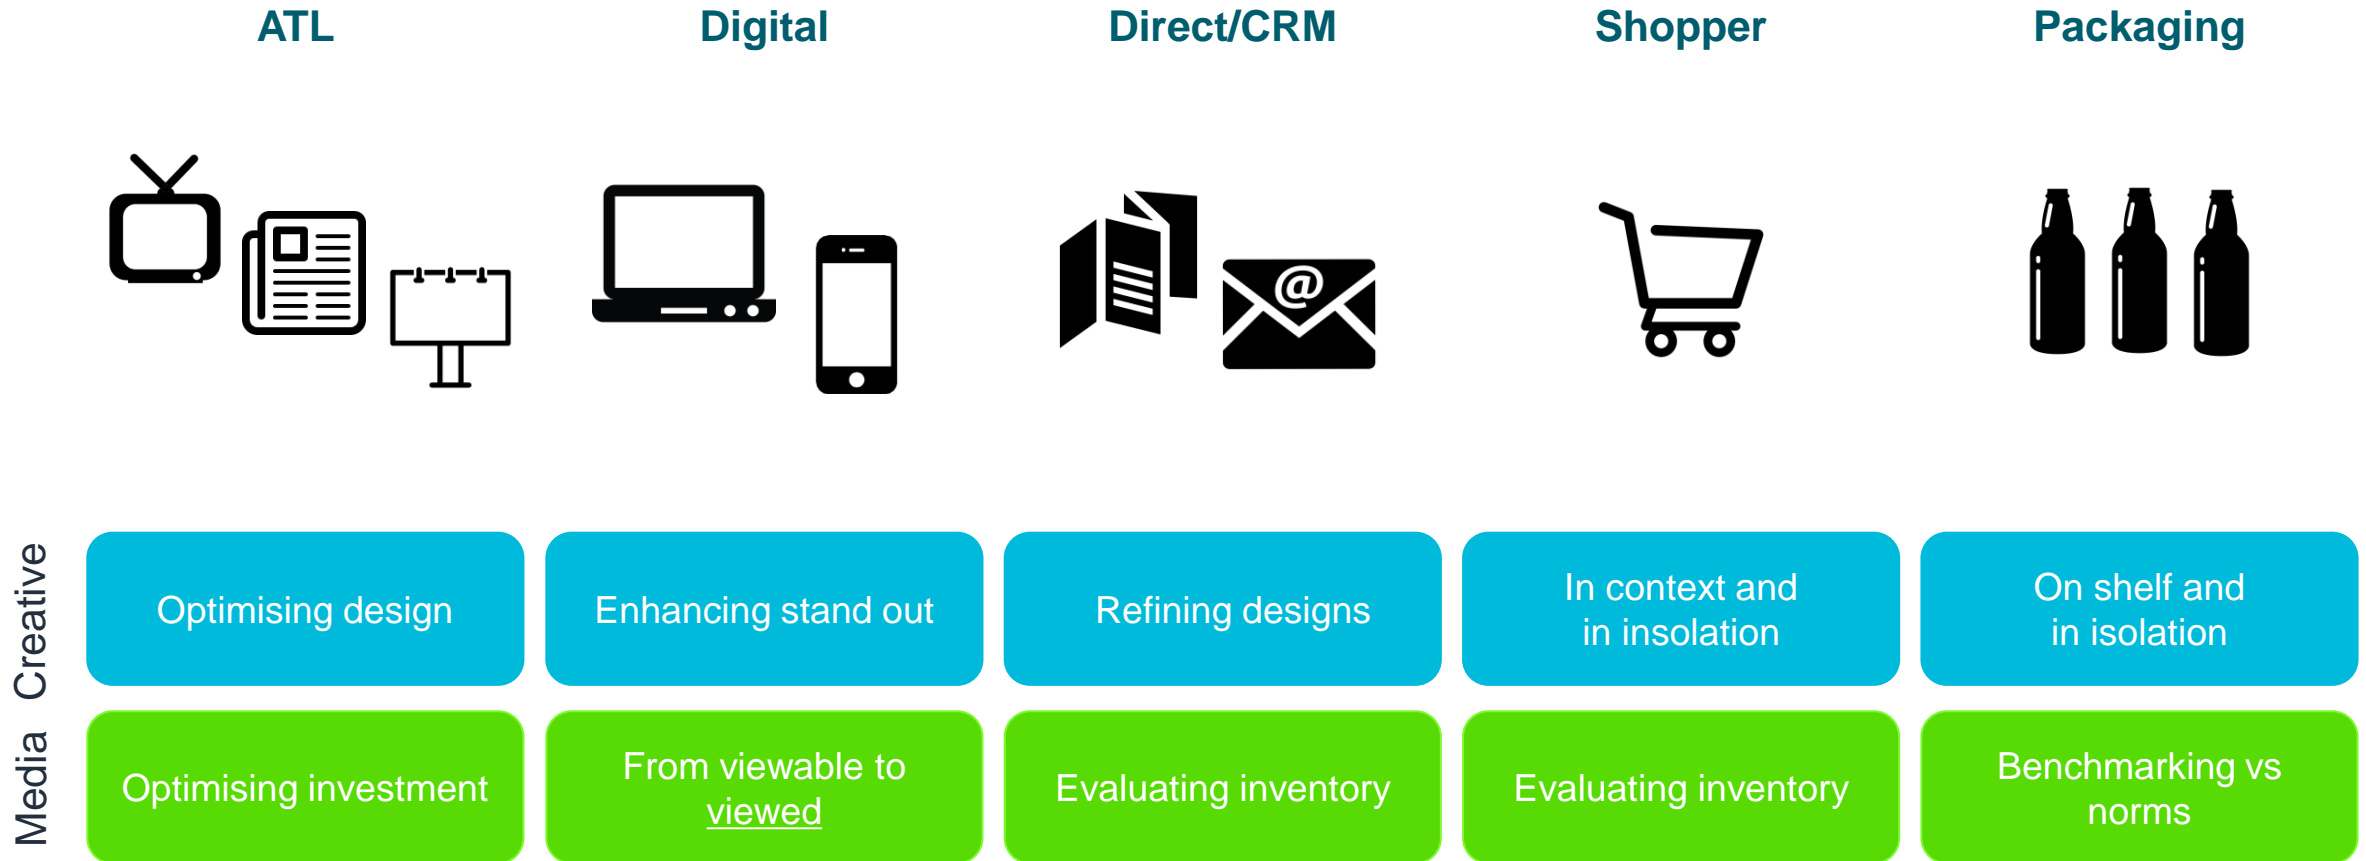 ATL
Digital
Direct/CRM
Shopper
Packaging
@
Creative
Optimising design
Enhancing stand out
Refining designs
In context and
in insolation
On shelf and
in isolation
Media
Optimising investment
From viewable to
viewed
Evaluating inventory
Evaluating inventory
Benchmarking vs
norms